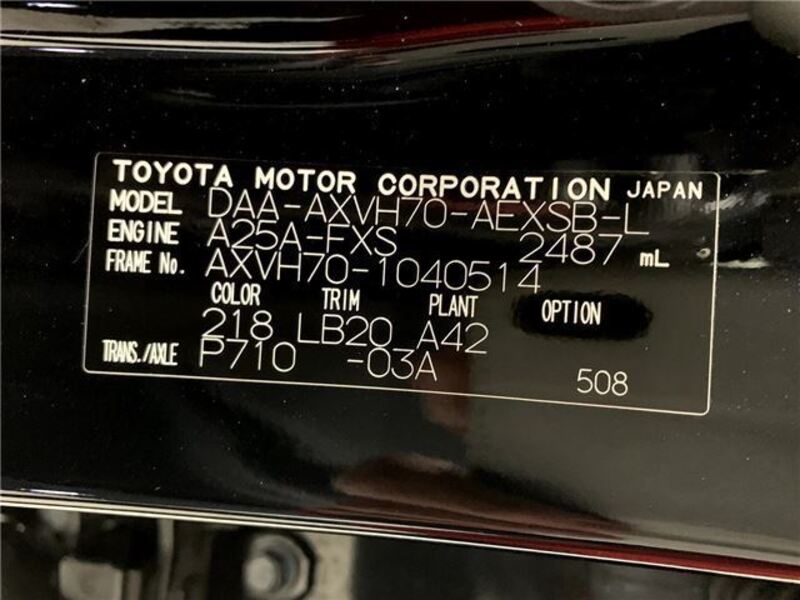 TOYOTA MOTOR CORPORATION JAPAN
MODEL DAA-AXVH70-AEXSB-L
ENGINE A25A-FXS 2487 mL
FRAME No. AXVH70-1040514
COLOR TRIM PLANT OPTION
218 LB20 A42
TRANS./AXLE P710 -03A 508